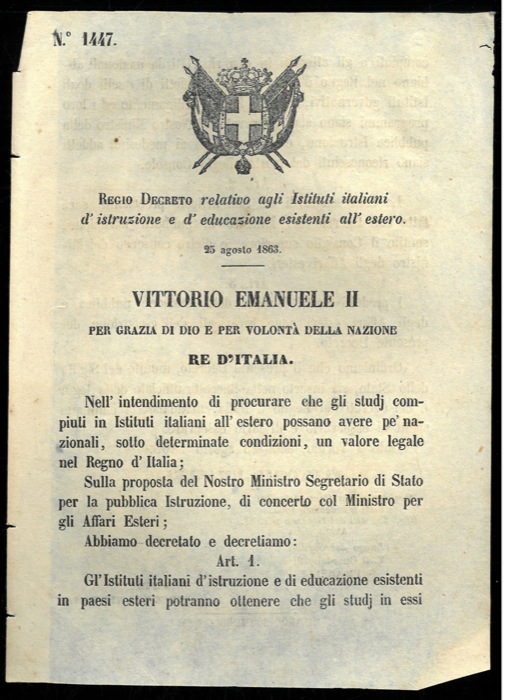 N.° 1447.
REGIO DECRETO relativo agli Istituti italiani
d'istruzione e d'educazione esistenti all'estero.
25 agosto 1863.
VITTORIO EMANUELE II
PER GRAZIA DI DIO E PER VOLONTÀ DELLA NAZIONE
RE D'ITALIA.
Nell'intendimento di procurare che gli studj com-
piuti in Istituti italiani all'estero possano avere pe'na-
zionali, sotto determinate condizioni, un valore legale
nel Regno d'Italia;
Sulla proposta del Nostro Ministro Segretario di Stato
per la pubblica Istruzione, di concerto col Ministro per
gli Affari Esteri;
Abbiamo decretato e decretiamo:
Art. 1.
Gl'Istituti italiani d'istruzione e di educazione esistenti
in paesi esteri potranno ottenere che gli studj in essi